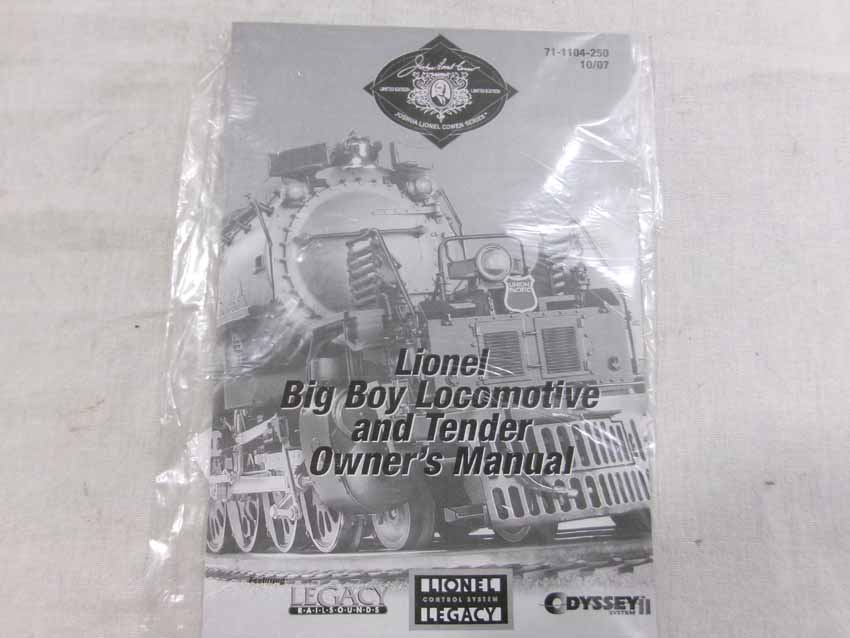 71-1104-250
10/07
LIMITED EDITION LIMITED EDITION
JOSHUA LIONEL COWEN SERIES™
UNION
PACIFIC
Lionel
Big Boy Locomotive
and Tender
Owner's Manual
Featuring
LEGACY
RAILSOUNDS
LIONEL
CONTROL SYSTEM
LEGACY
ODYSSEY II
SYSTEM